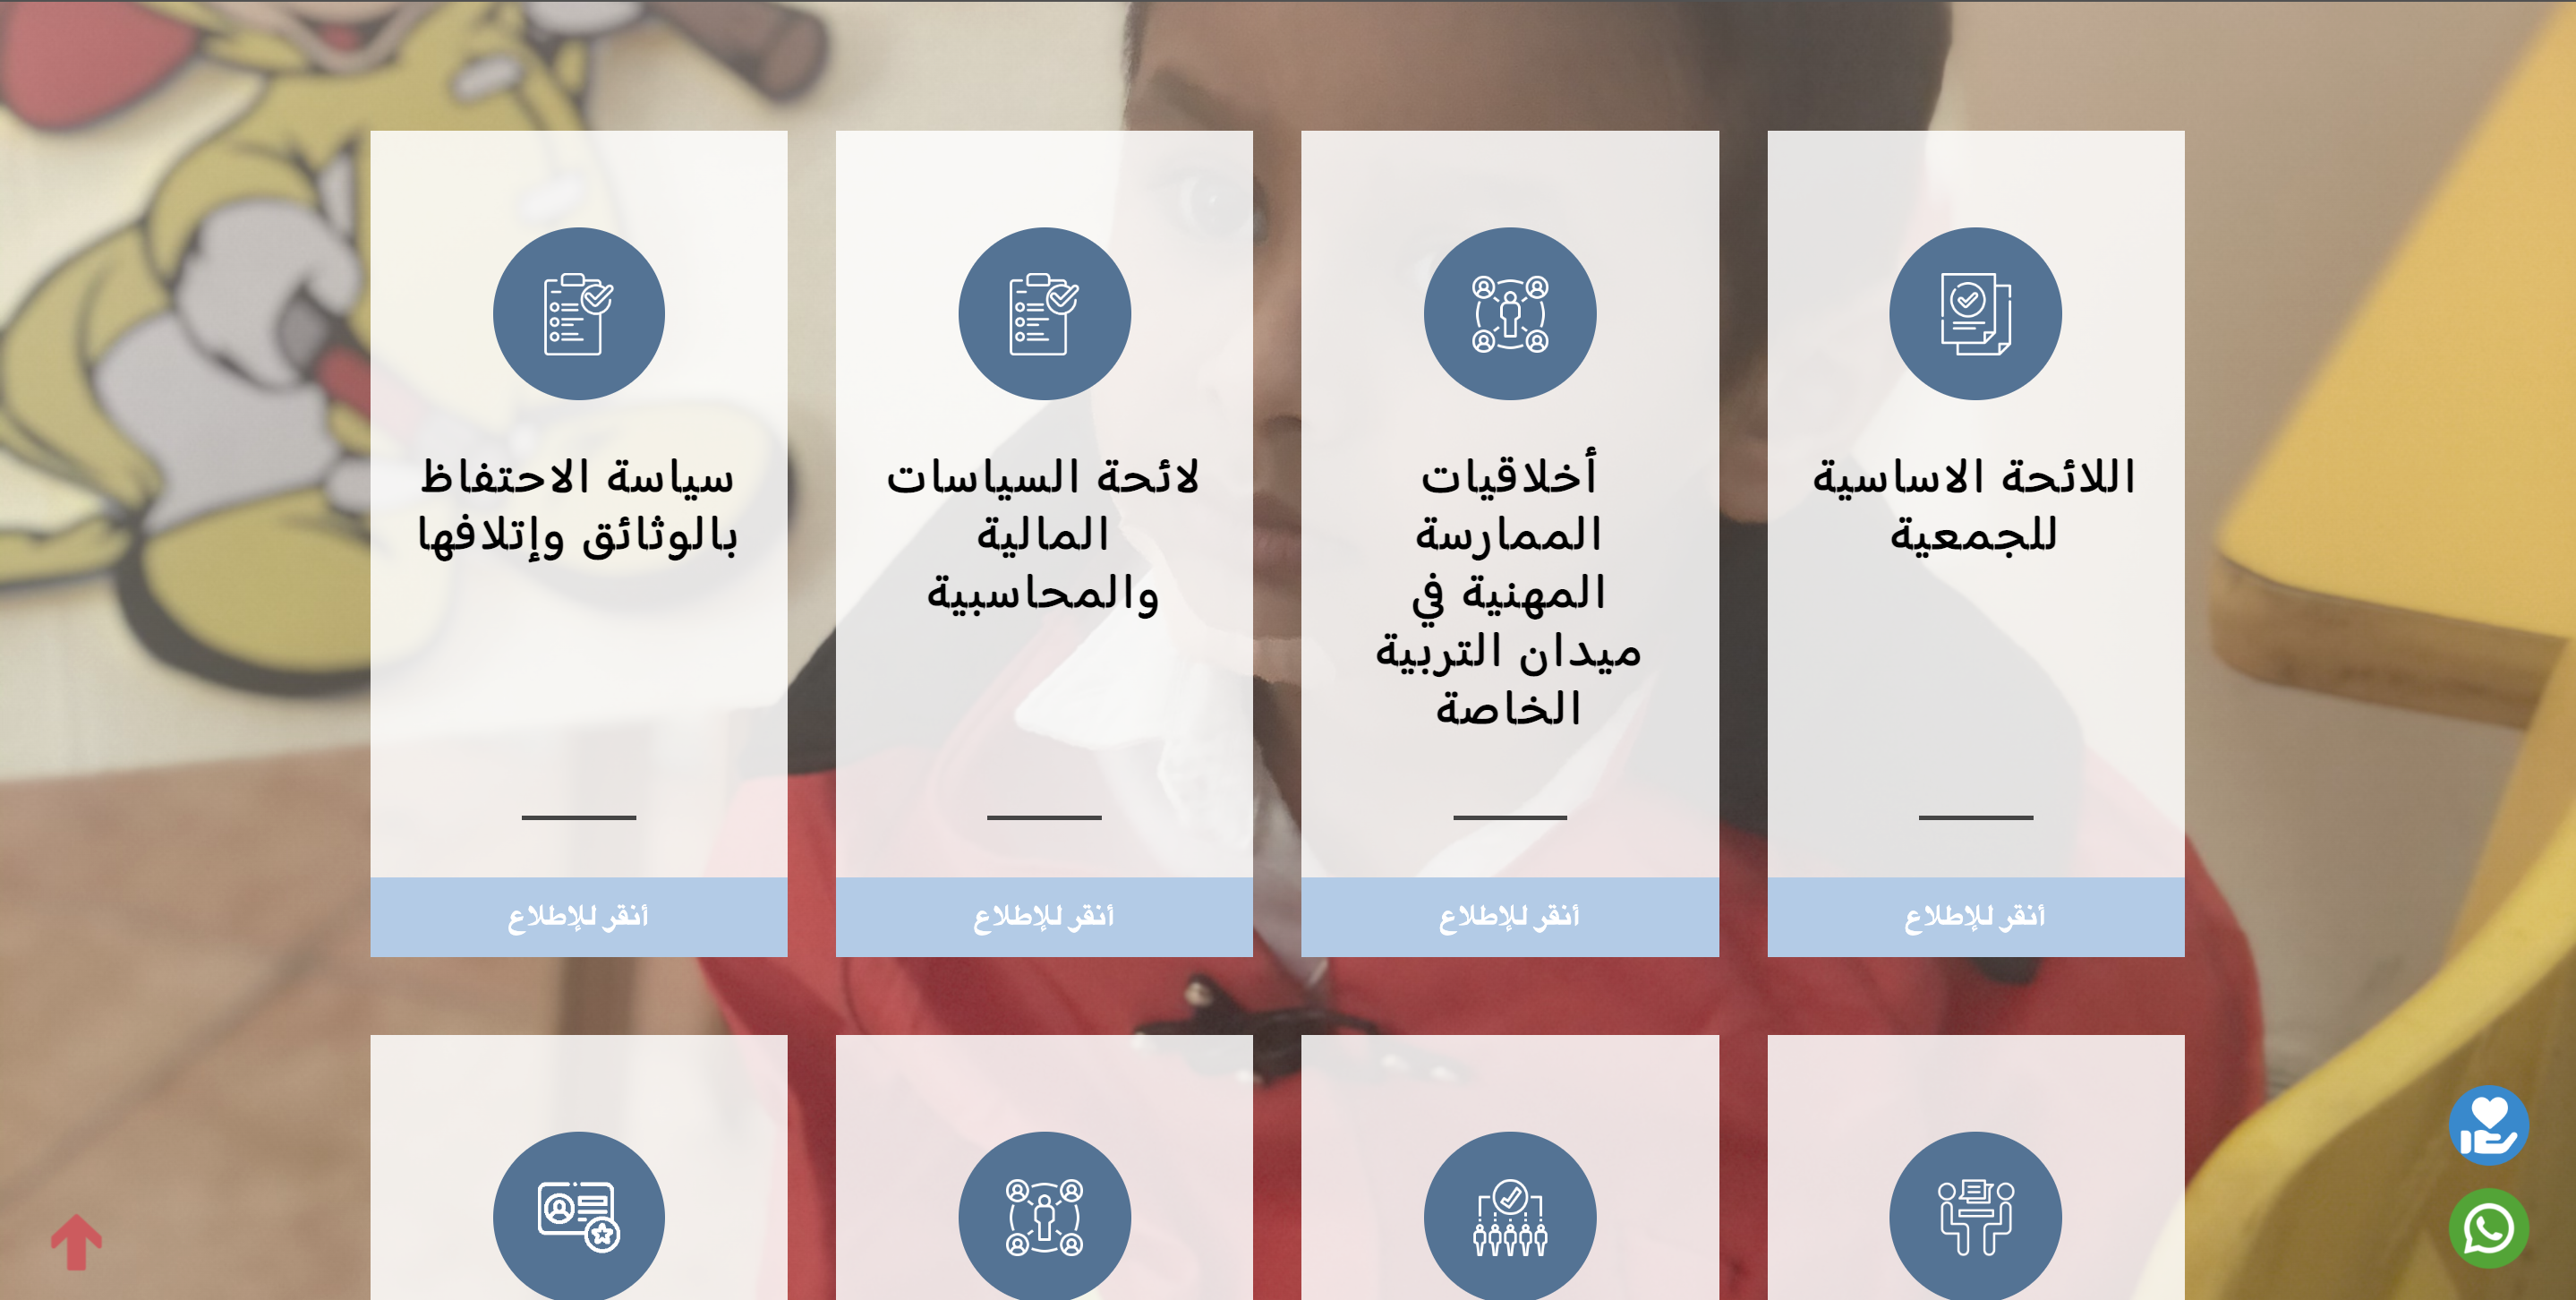 اللائحة الاساسية
للجمعية
أنقر للإطلاع
أخلاقيات
الممارسة
المهنية في
ميدان التربية
الخاصة
أنقر للإطلاع
لائحة السياسات
المالية
والمحاسبية
أنقر للإطلاع
سياسة الاحتفاظ
بالوثائق وإتلافها
أنقر للإطلاع